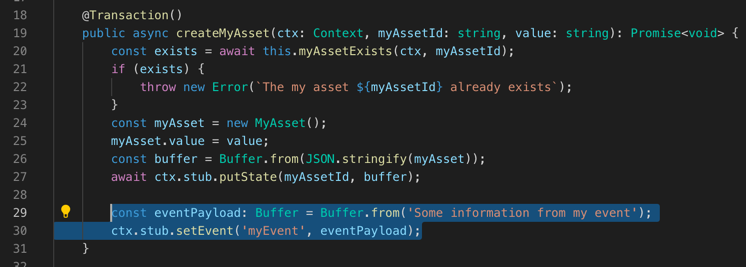 18 @Transaction()
19 public async createMyAsset(ctx: Context, myAssetId: string, value: string): Promise<void> {
20 const exists = await this.myAssetExists(ctx, myAssetId);
21 if (exists) {
22 throw new Error(`The my asset ${myAssetId} already exists`);
23 }
24 const myAsset = new MyAsset();
25 myAsset.value = value;
26 const buffer = Buffer.from(JSON.stringify(myAsset));
27 await ctx.stub.putState(myAssetId, buffer);
28
29 const eventPayload: Buffer = Buffer.from('Some information from my event');
30 ctx.stub.setEvent('myEvent', eventPayload);
31 }